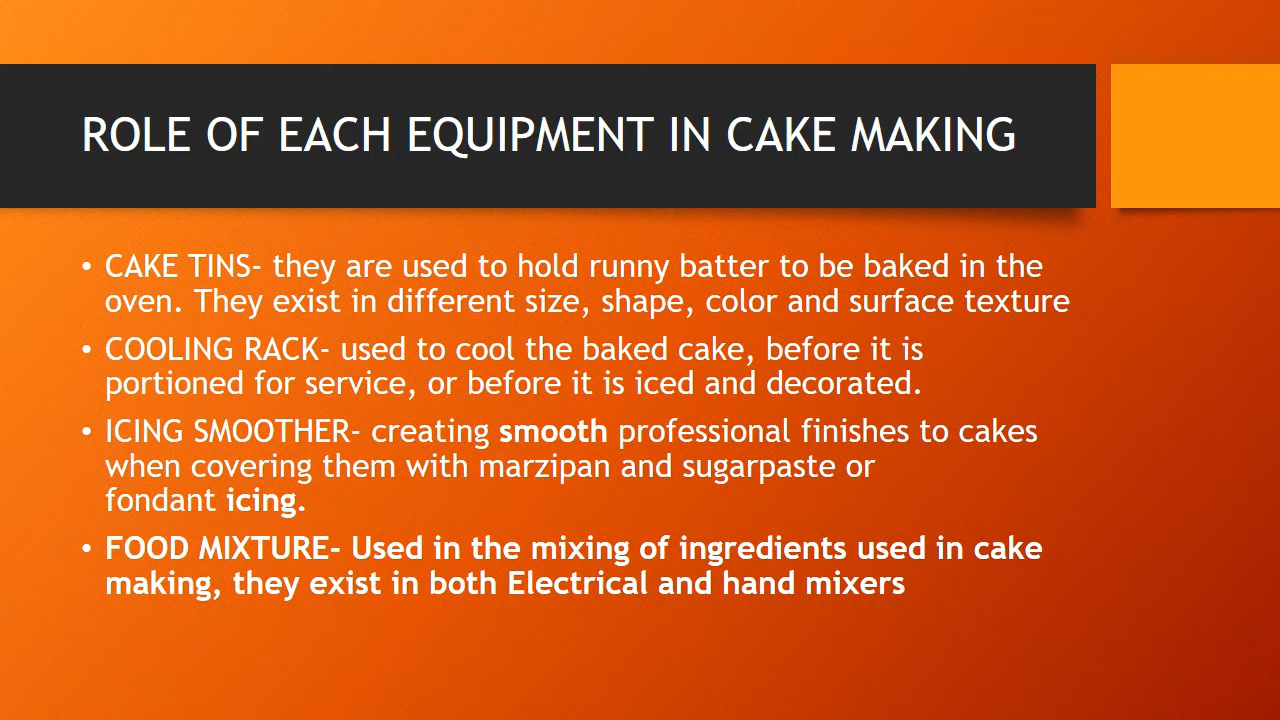 ROLE OF EACH EQUIPMENT IN CAKE MAKING
• CAKE TINS- they are used to hold runny batter to be baked in the
oven. They exist in different size, shape, color and surface texture
• COOLING RACK- used to cool the baked cake, before it is
portioned for service, or before it is iced and decorated.
• ICING SMOOTHER- creating smooth professional finishes to cakes
when covering them with marzipan and sugarpaste or
fondant icing.
• FOOD MIXTURE- Used in the mixing of ingredients used in cake
making, they exist in both Electrical and hand mixers